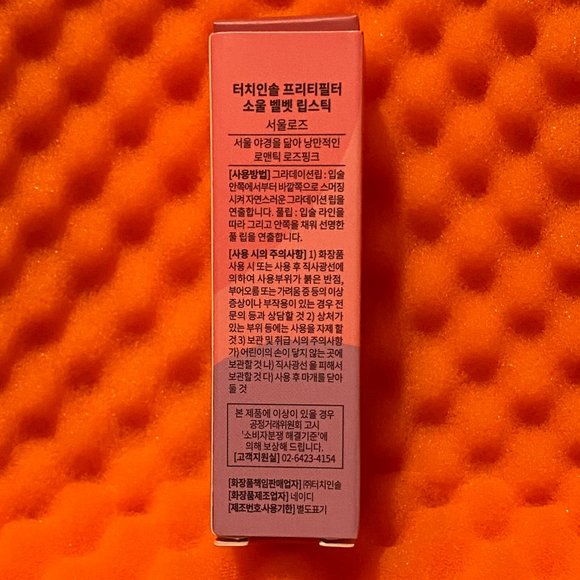 터치인솔 프리티필터
소울 벨벳 립스틱
서울로즈
서울 야경을 닮아 낭만적인
로맨틱 로즈핑크
[사용방법] 그라데이션립 : 입술
안쪽에서부터 바깥쪽으로 스머징
시켜 자연스러운 그라데이션 립을
연출합니다. 풀립 : 입술 라인을
따라 그리고 안쪽을 채워 선명한
풀 립을 연출합니다.
[사용 시의 주의사항] 1) 화장품
사용 시 또는 사용 후 직사광선에
의하여 사용부위가 붉은 반점,
부어오름 또는 가려움 증 등의 이상
증상이나 부작용이 있는 경우 전
문의 등과 상담할 것 2) 상처가
있는 부위 등에는 사용을 자제 할
것 3) 보관 및 취급 시의 주의사항
가) 어린이의 손이 닿지 않는 곳에
보관할 것 나) 직사광선 을 피해서
보관할 것 다) 사용 후 마개를 닫아
둘 것
본 제품에 이상이 있을 경우
공정거래위원회 고시
'소비자분쟁 해결기준'에
의해 보상해 드립니다.
[고객지원실] 02-6423-4154
[화장품책임판매업자] ㈜터치인솔
[화장품제조업자] 네이디
[제조번호·사용기한] 별도표기